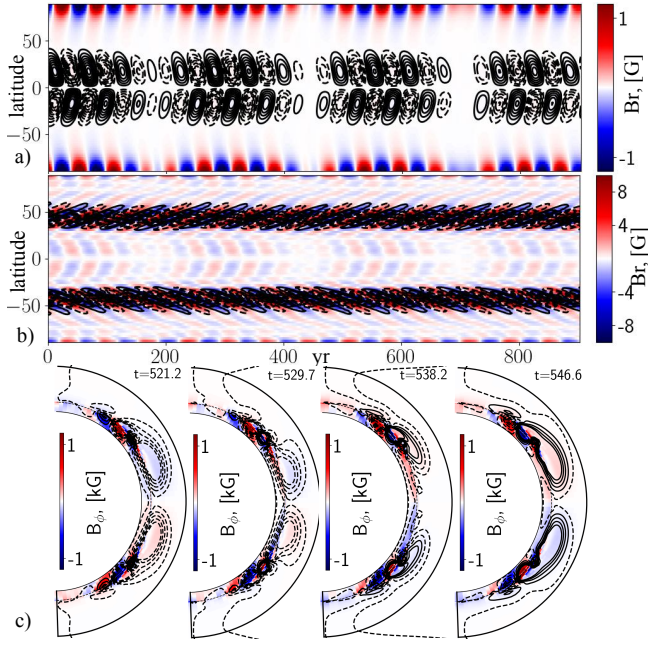 50
0
−50
latitude
a)
1
-1
Br, [G]
50
0
−50
latitude
b)
8
4
0
-4
-8
Br, [G]
0
200
400
600
800
yr
t=521.2
t=529.7
t=538.2
t=546.6
1
-1
Bϕ, [kG]
1
-1
Bϕ, [kG]
1
-1
Bϕ, [kG]
1
-1
Bϕ, [kG]
c)